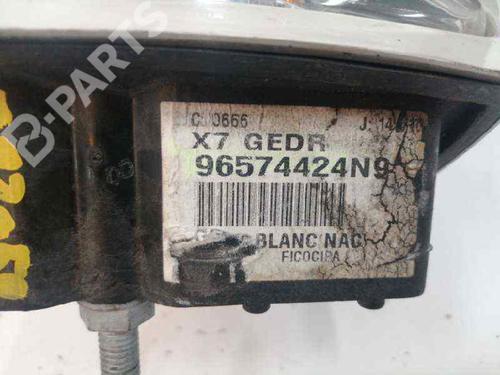 B-PARTS
X7 GEDR
96574424N9
BLANC NAC
FICOCIPA